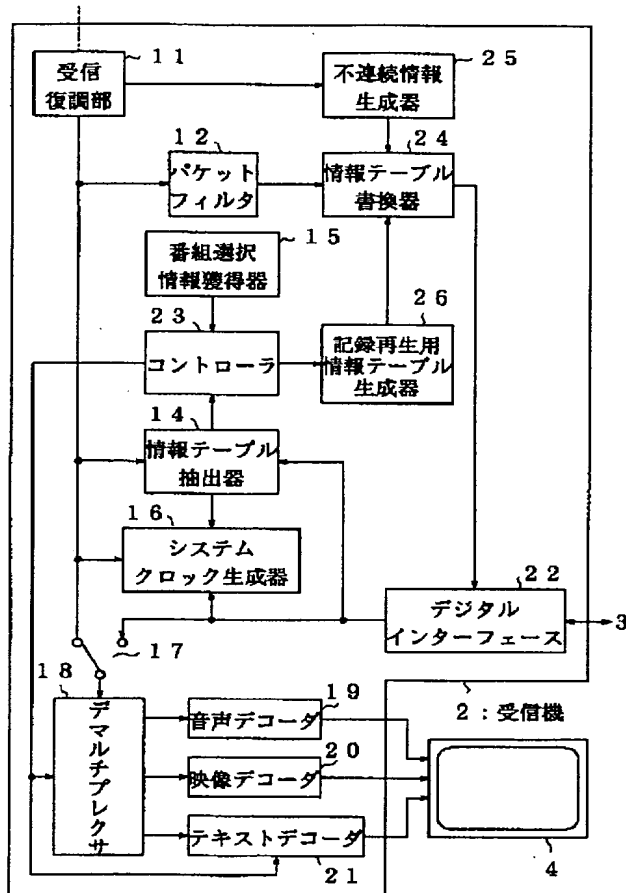 11
受信
復調部
25
不連続情報
生成器
12
パケット
フィルタ
24
情報テーブル
書換器
15
番組選択
情報獲得器
23
コントローラ
26
記録再生用
情報テーブル
生成器
14
情報テーブル
抽出器
16
システム
クロック生成器
22
デジタル
インターフェース
3
17
18
デマルチプレクサ
19
音声デコーダ
2:受信機
20
映像デコーダ
テキストデコーダ
21
4